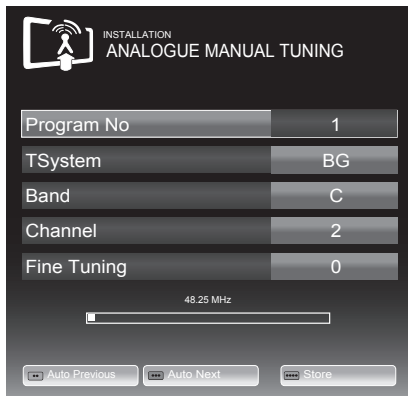 INSTALLATION
ANALOGUE MANUAL TUNING
Program No 1
TSystem BG
Band C
Channel 2
Fine Tuning 0
48.25 MHz
Auto Previous Auto Next Store